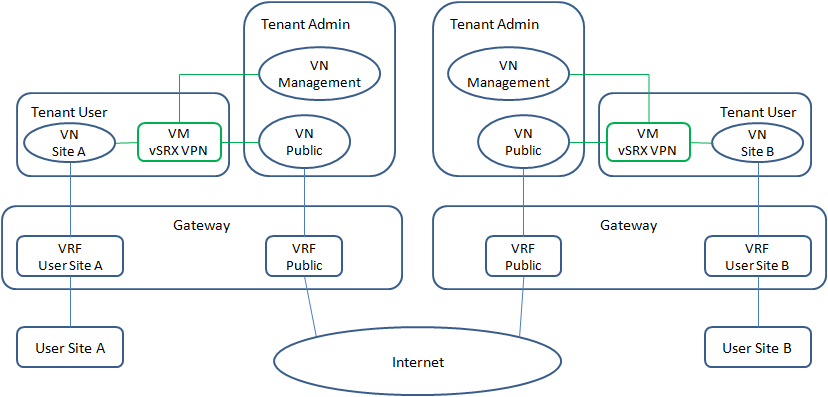 Tenant Admin
VN
Management
Tenant User
VN
Site A
VM
vSRX VPN
VN
Public
Gateway
VRF
User Site A
VRF
Public
User Site A
Tenant Admin
VN
Management
Tenant User
VN
Public
VM
vSRX VPN
VN
Site B
Gateway
VRF
Public
VRF
User Site B
User Site B
Internet